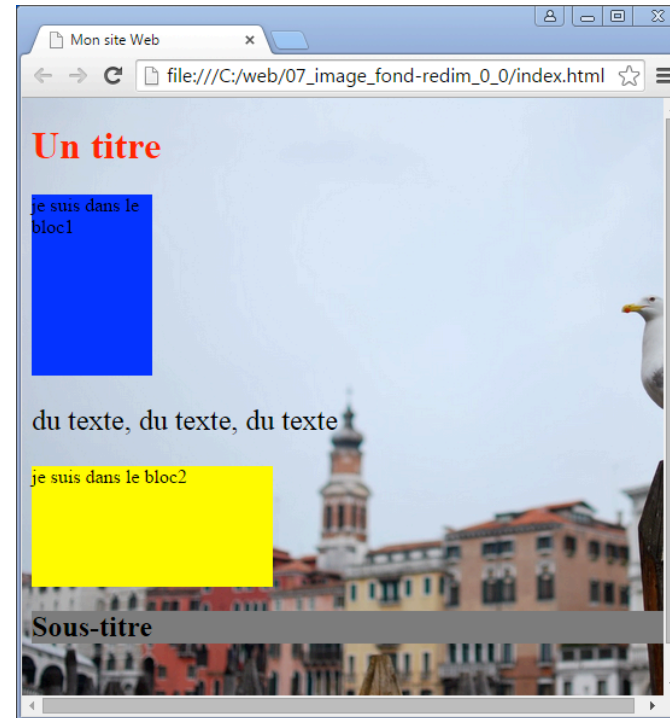 Mon site Web
file:///C:/web/07_image_fond-redim_0_0/index.html
Un titre
je suis dans le
bloc1
du texte, du texte, du texte
je suis dans le bloc2
Sous-titre